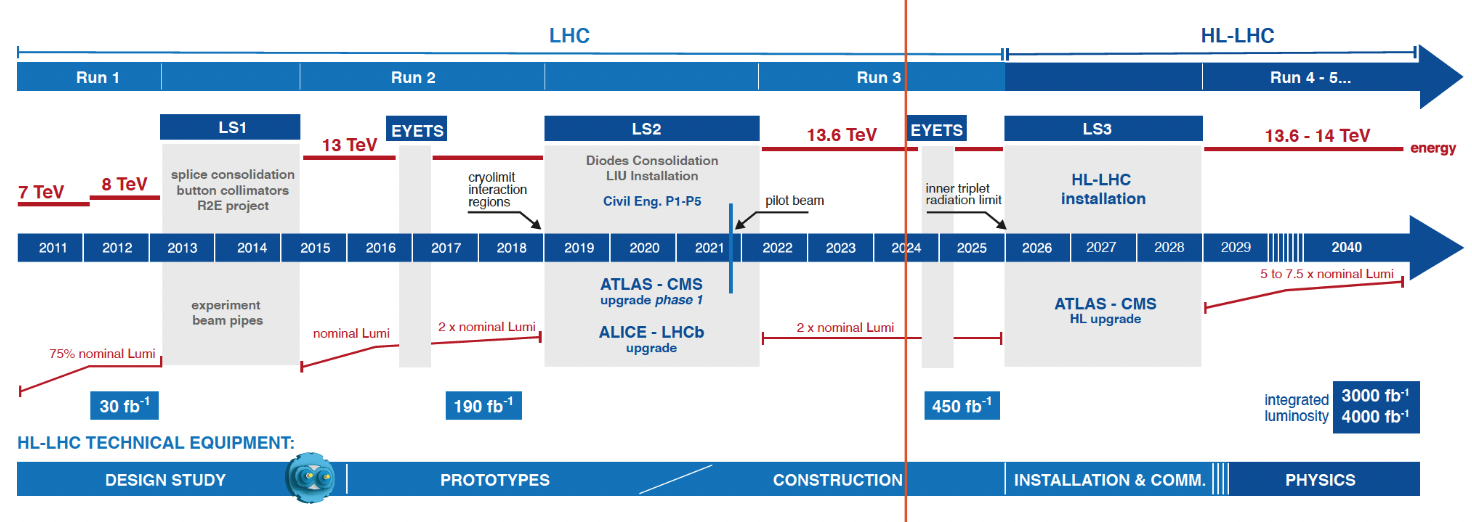 LHC
HL-LHC
Run 1
Run 2
Run 3
Run 4 - 5...
LS1
EYETS
LS2
EYETS
LS3
7 TeV
8 TeV
13 TeV
13.6 TeV
13.6 - 14 TeV
energy
splice consolidation
button collimators
R2E project
cryolimit
interaction
regions
Diodes Consolidation
LIU Installation
Civil Eng. P1-P5
pilot beam
inner triplet
radiation limit
HL-LHC
installation
2011
2012
2013
2014
2015
2016
2017
2018
2019
2020
2021
2022
2023
2024
2025
2026
2027
2028
2029
2040
experiment
beam pipes
ATLAS - CMS
upgrade phase 1
ALICE - LHCb
upgrade
ATLAS - CMS
HL upgrade
75% nominal Lumi
nominal Lumi
2 x nominal Lumi
2 x nominal Lumi
5 to 7.5 x nominal Lumi
30 fb⁻¹
190 fb⁻¹
450 fb⁻¹
integrated
luminosity
3000 fb⁻¹
4000 fb⁻¹
HL-LHC TECHNICAL EQUIPMENT:
DESIGN STUDY
PROTOTYPES
CONSTRUCTION
INSTALLATION & COMM.
PHYSICS